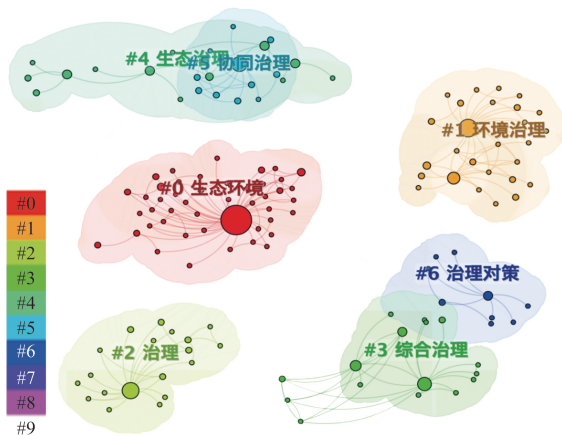 #4 生态治理
#5 协同治理
#1 环境治理
#0 生态环境
#6 治理对策
#3 综合治理
#2 治理
#0
#1
#2
#3
#4
#5
#6
#7
#8
#9